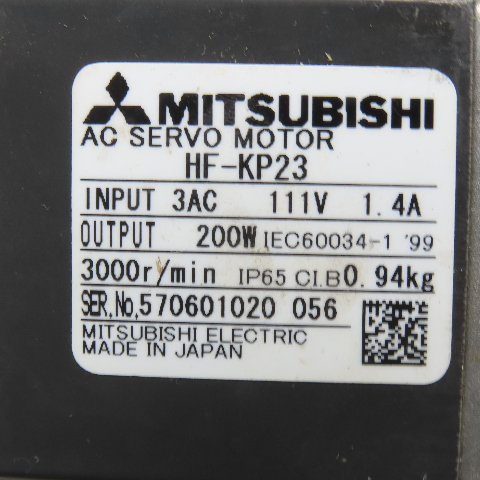 MITSUBISHI
AC SERVO MOTOR
HF-KP23
INPUT 3AC 111V 1.4A
OUTPUT 200W IEC60034-1 '99
3000r/min IP65 CI.B 0.94kg
SER.No.570601020 056
MITSUBISHI ELECTRIC
MADE IN JAPAN